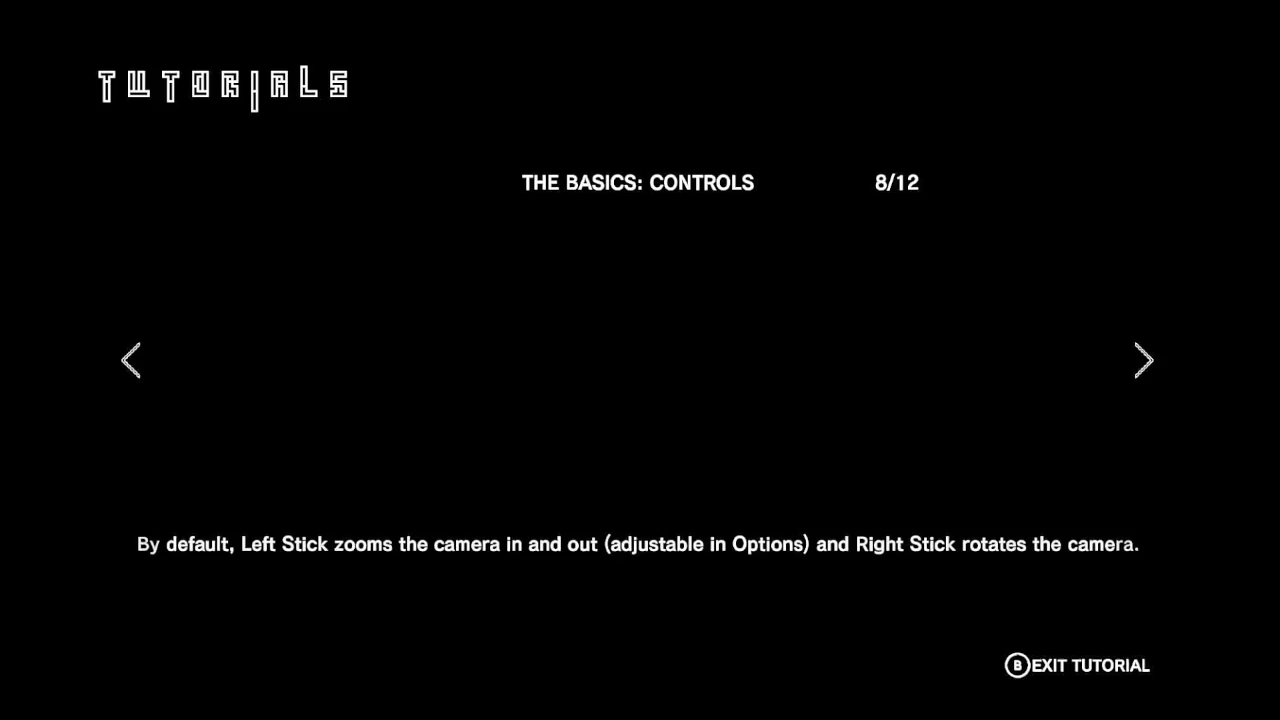 TUTORIALS
THE BASICS: CONTROLS 8/12
By default, Left Stick zooms the camera in and out (adjustable in Options) and Right Stick rotates the camera.
B EXIT TUTORIAL